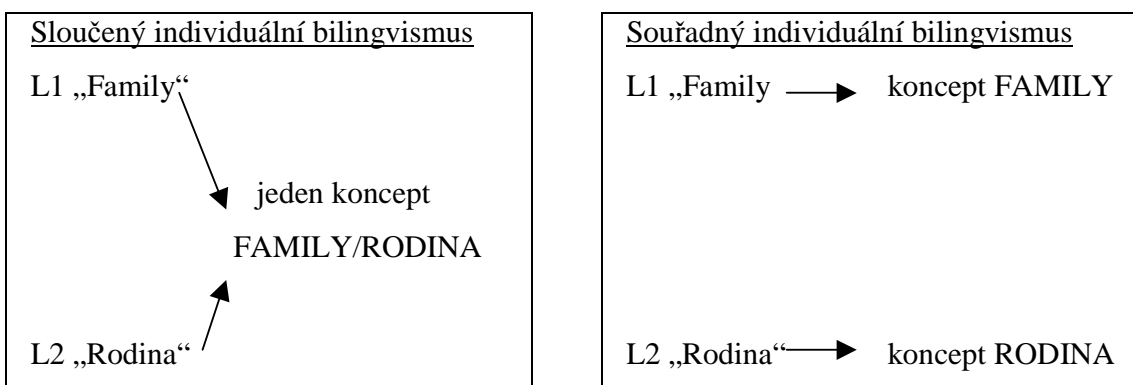 Sloučený individuální bilingvismus
L1 „Family“
jeden koncept
FAMILY/RODINA
L2 „Rodina“
Souřadný individuální bilingvismus
L1 „Family koncept FAMILY
L2 „Rodina“ koncept RODINA